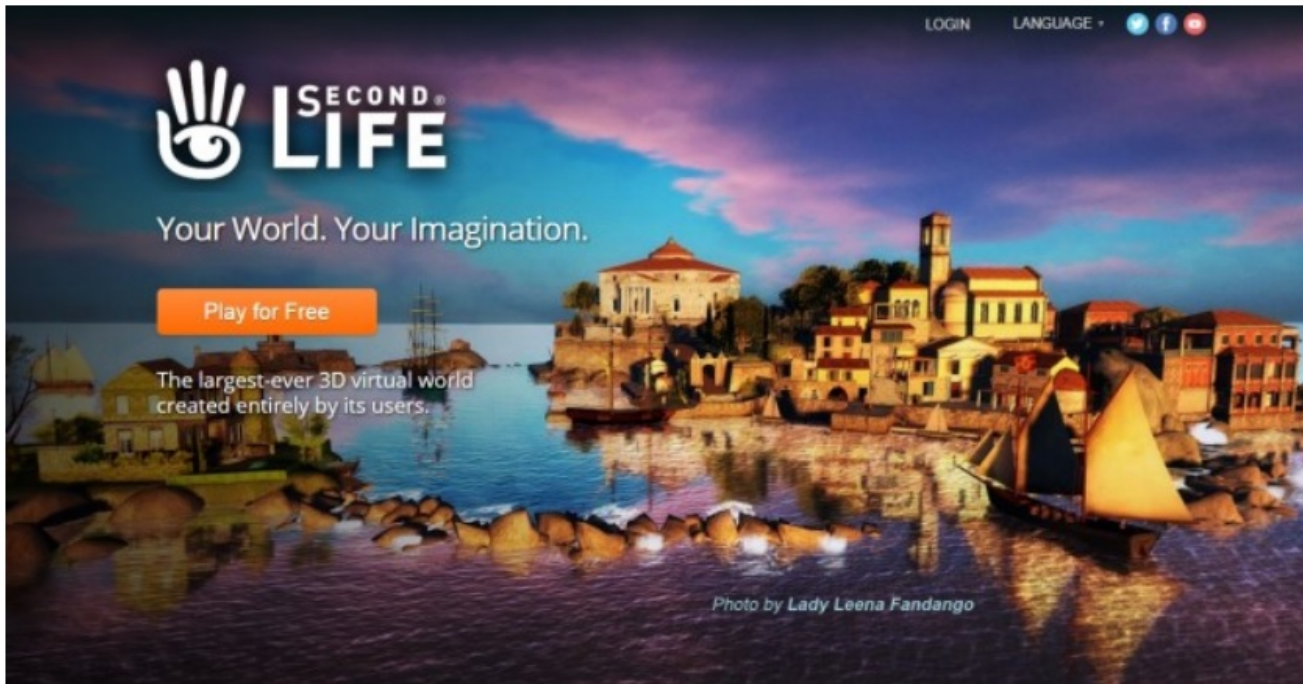 LOGIN LANGUAGE
SECOND®
LIFE
Your World. Your Imagination.
Play for Free
The largest-ever 3D virtual world
created entirely by its users.
Photo by Lady Leena Fandango